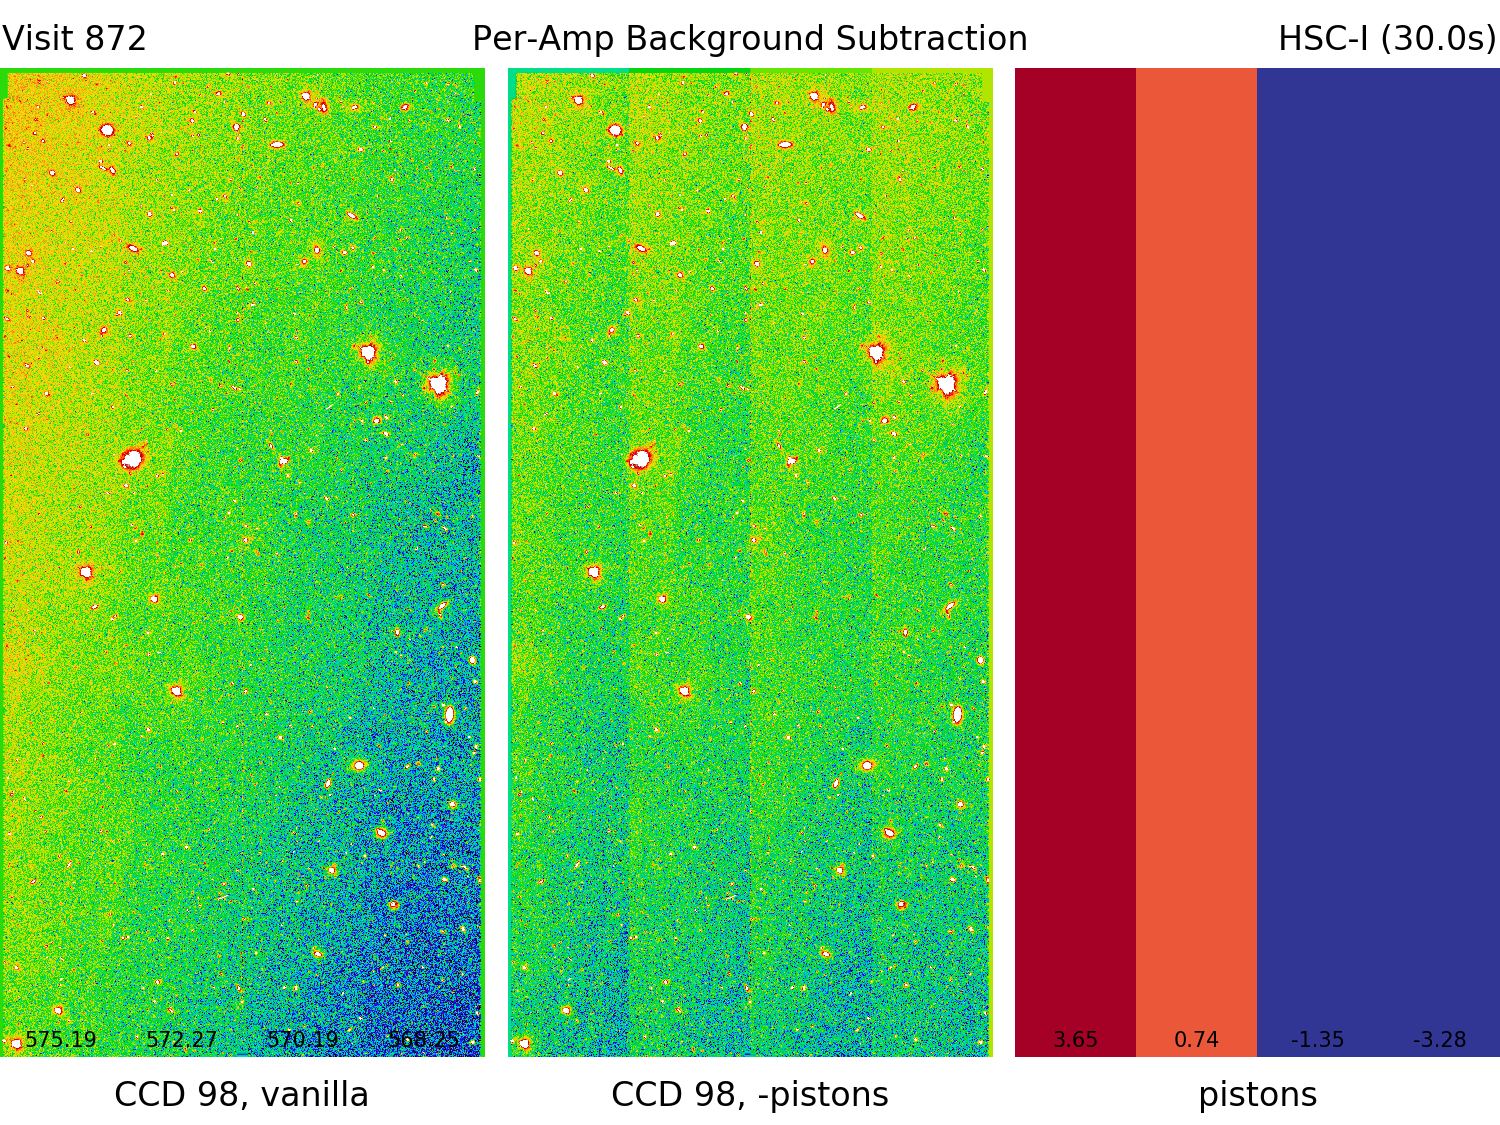 Visit 872 Per-Amp Background Subtraction HSC-I (30.0s)
575.19 572.27 570.19 568.25 3.65 0.74 -1.35 -3.28
CCD 98, vanilla CCD 98, -pistons pistons